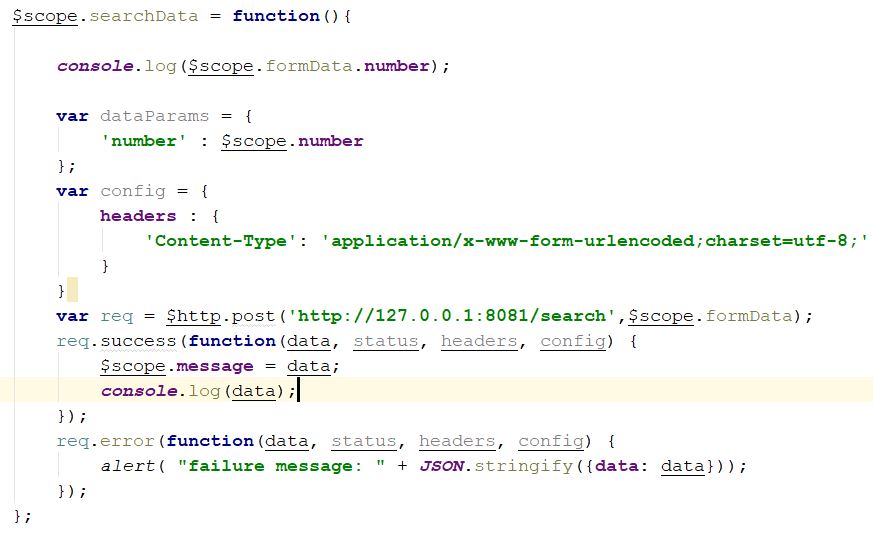 $scope.searchData = function(){
console.log($scope.formData.number);
var dataParams = {
'number' : $scope.number
};
var config = {
headers : {
'Content-Type': 'application/x-www-form-urlencoded;charset=utf-8;'
}
}
var req = $http.post('http://127.0.0.1:8081/search',$scope.formData);
req.success(function(data, status, headers, config) {
$scope.message = data;
console.log(data);
});
req.error(function(data, status, headers, config) {
alert( "failure message: " + JSON.stringify({data: data}));
});
};